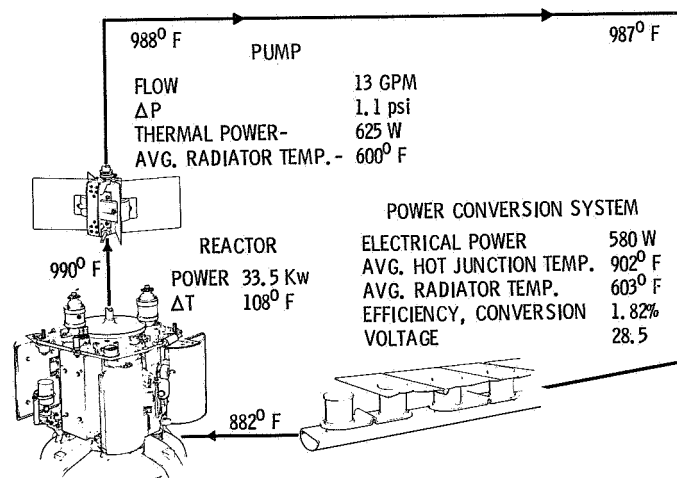 988⁰ F
987⁰ F
PUMP
FLOW 13 GPM
ΔP 1.1 psi
THERMAL POWER- 625 W
AVG. RADIATOR TEMP.- 600⁰ F
POWER CONVERSION SYSTEM
ELECTRICAL POWER 580 W
AVG. HOT JUNCTION TEMP. 902⁰ F
AVG. RADIATOR TEMP. 603⁰ F
EFFICIENCY, CONVERSION 1.82%
VOLTAGE 28.5
990⁰ F
REACTOR
POWER 33.5 Kw
ΔT 108⁰ F
882⁰ F